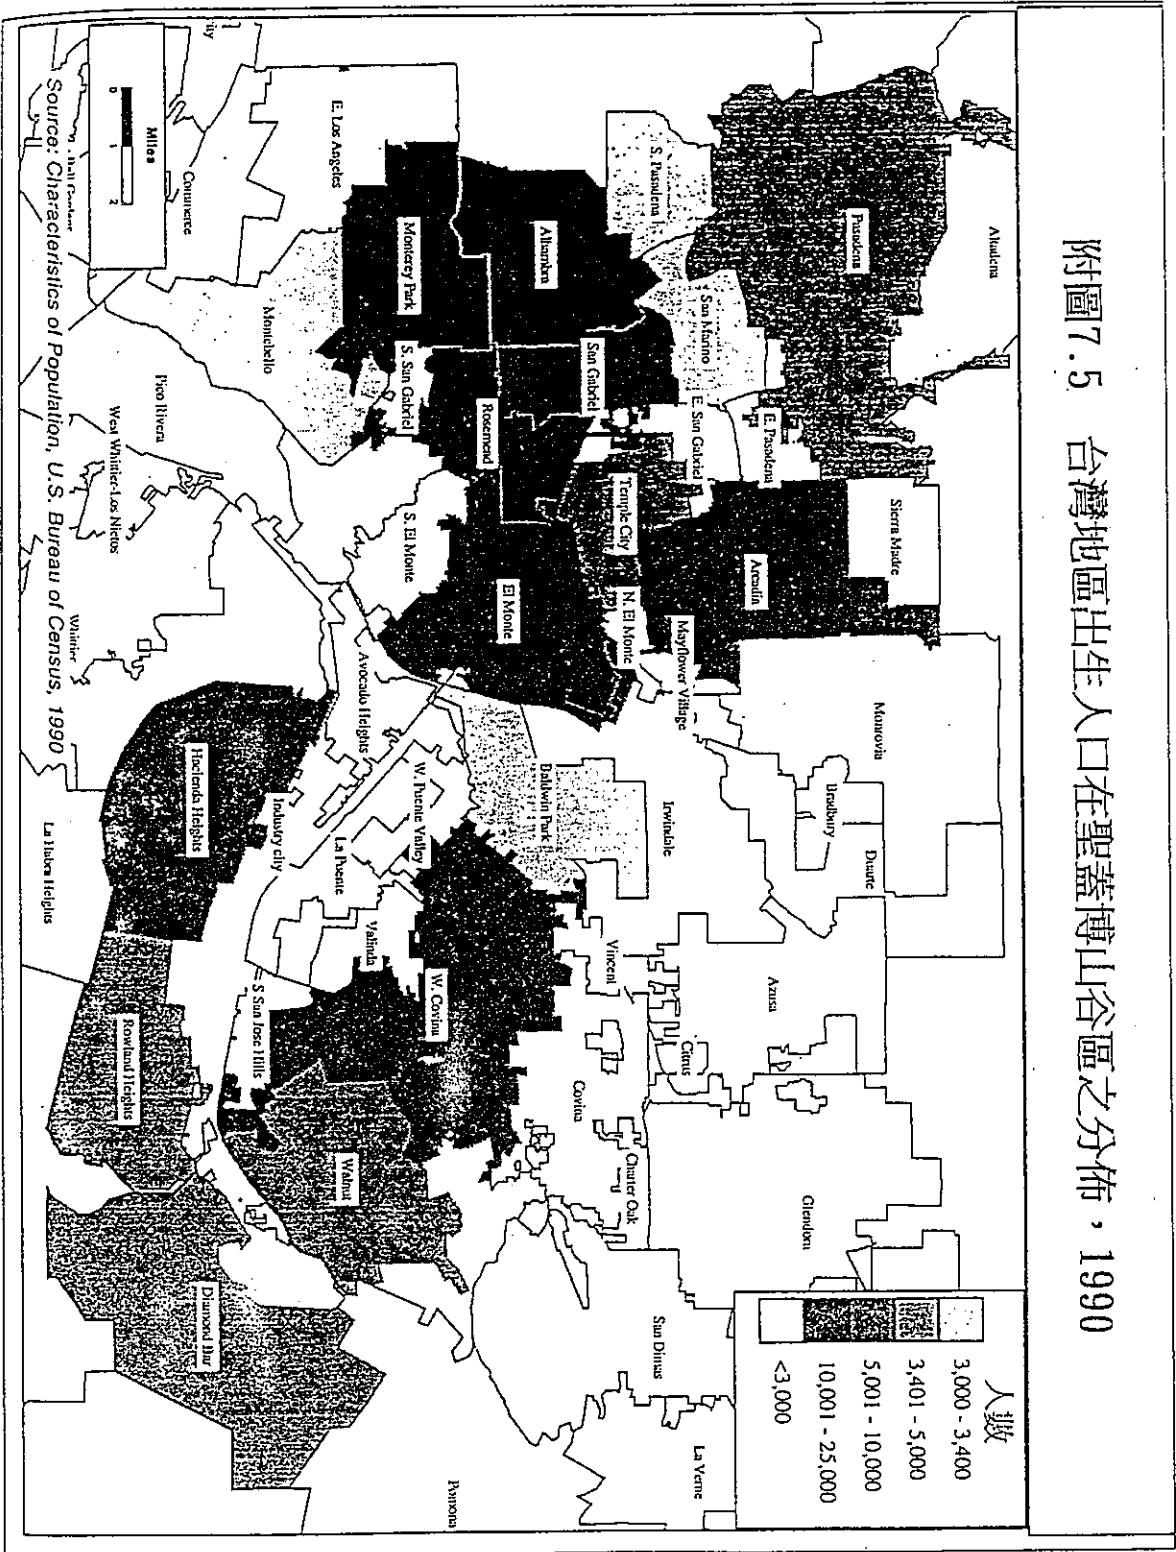 附圖7.5 台灣地區出生人口在聖蓋博山谷區之分佈，1990
人數
3,000 - 3,400
3,401 - 5,000
5,001 - 10,000
10,001 - 25,000
<3,000
Altadena
Pasadena
Sierra Madre
Monrovia
Bradbury
Duarte
Azusa
Glendora
S. Pasadena
San Marino
E. Pasadena
E. San Gabriel
Arcadia
Mayflower Village
Irwindale
Vincent
Citrus
Covina
Charter Oak
San Dimas
La Verne
Alhambra
San Gabriel
Temple City
N. El Monte
Baldwin Park
E. Los Angeles
Monterey Park
S. San Gabriel
Rosemead
El Monte
S. El Monte
Avocado Heights
W. Puente Valley
La Puente
Valinda
W. Covina
Walnut
Pomona
Commerce
Montebello
Pico Rivera
West Whittier-Los Nietos
Whittier
Hacienda Heights
Industry city
S San Jose Hills
Rowland Heights
Diamond Bar
La Habra Heights
Miles
0 1 2
Source: Characteristics of Population, U.S. Bureau of Census, 1990